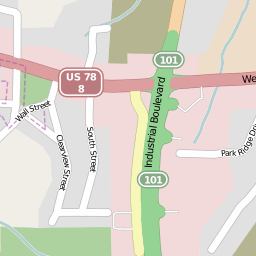 101
US 78
8
We
Wall Street
Industrial Boulevard
South Street
Clearview Street
Park Ridge Dr
101